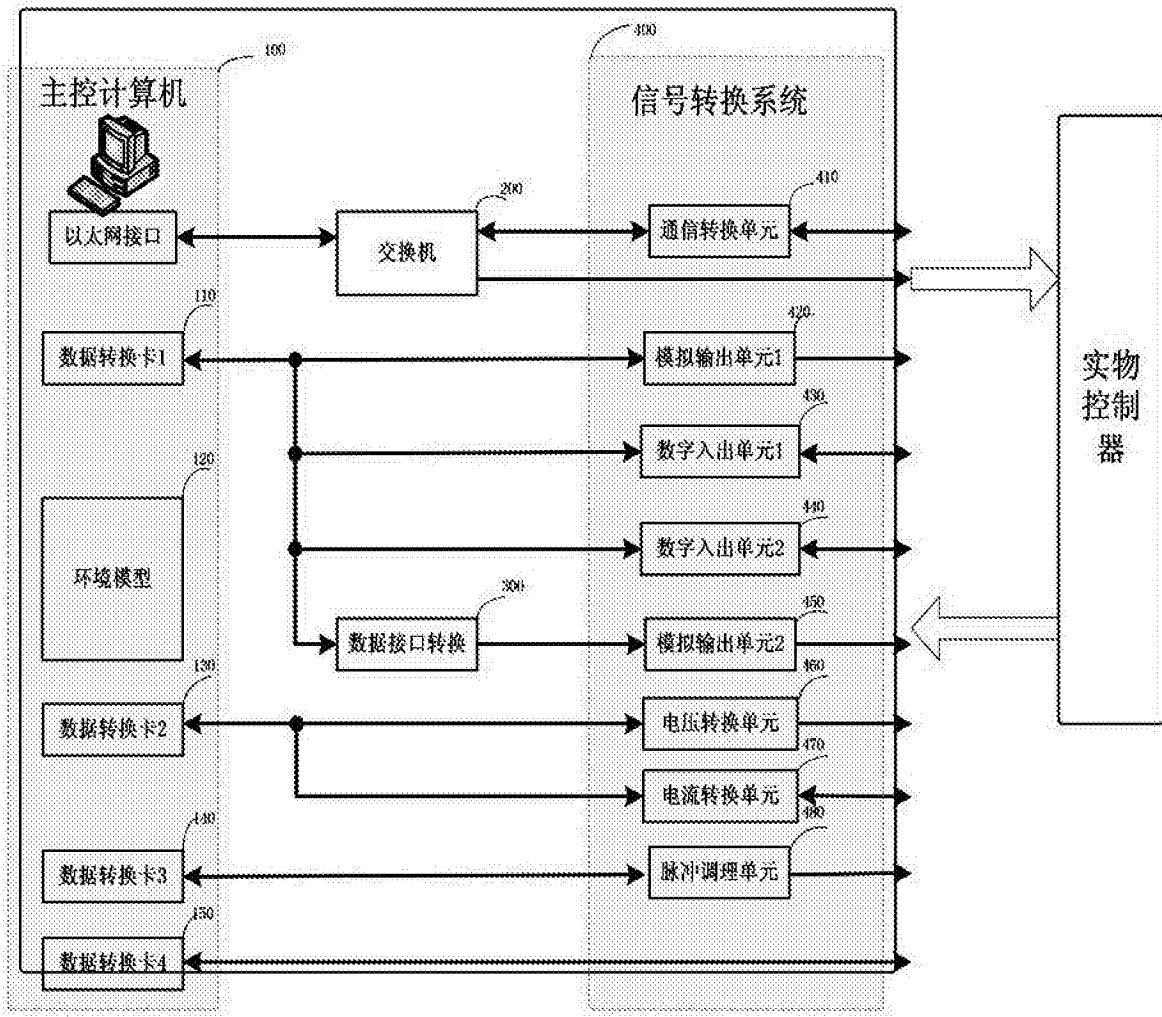 100
400
主控计算机
信号转换系统
200
410
以太网接口
交换机
通信转换单元
110
420
数据转换卡1
模拟输出单元1
430
数字入出单元1
120
440
数字入出单元2
环境模型
300
450
数据接口转换
模拟输出单元2
130
460
数据转换卡2
电压转换单元
470
电流转换单元
140
480
数据转换卡3
脉冲调理单元
150
数据转换卡4
实物
控制
器